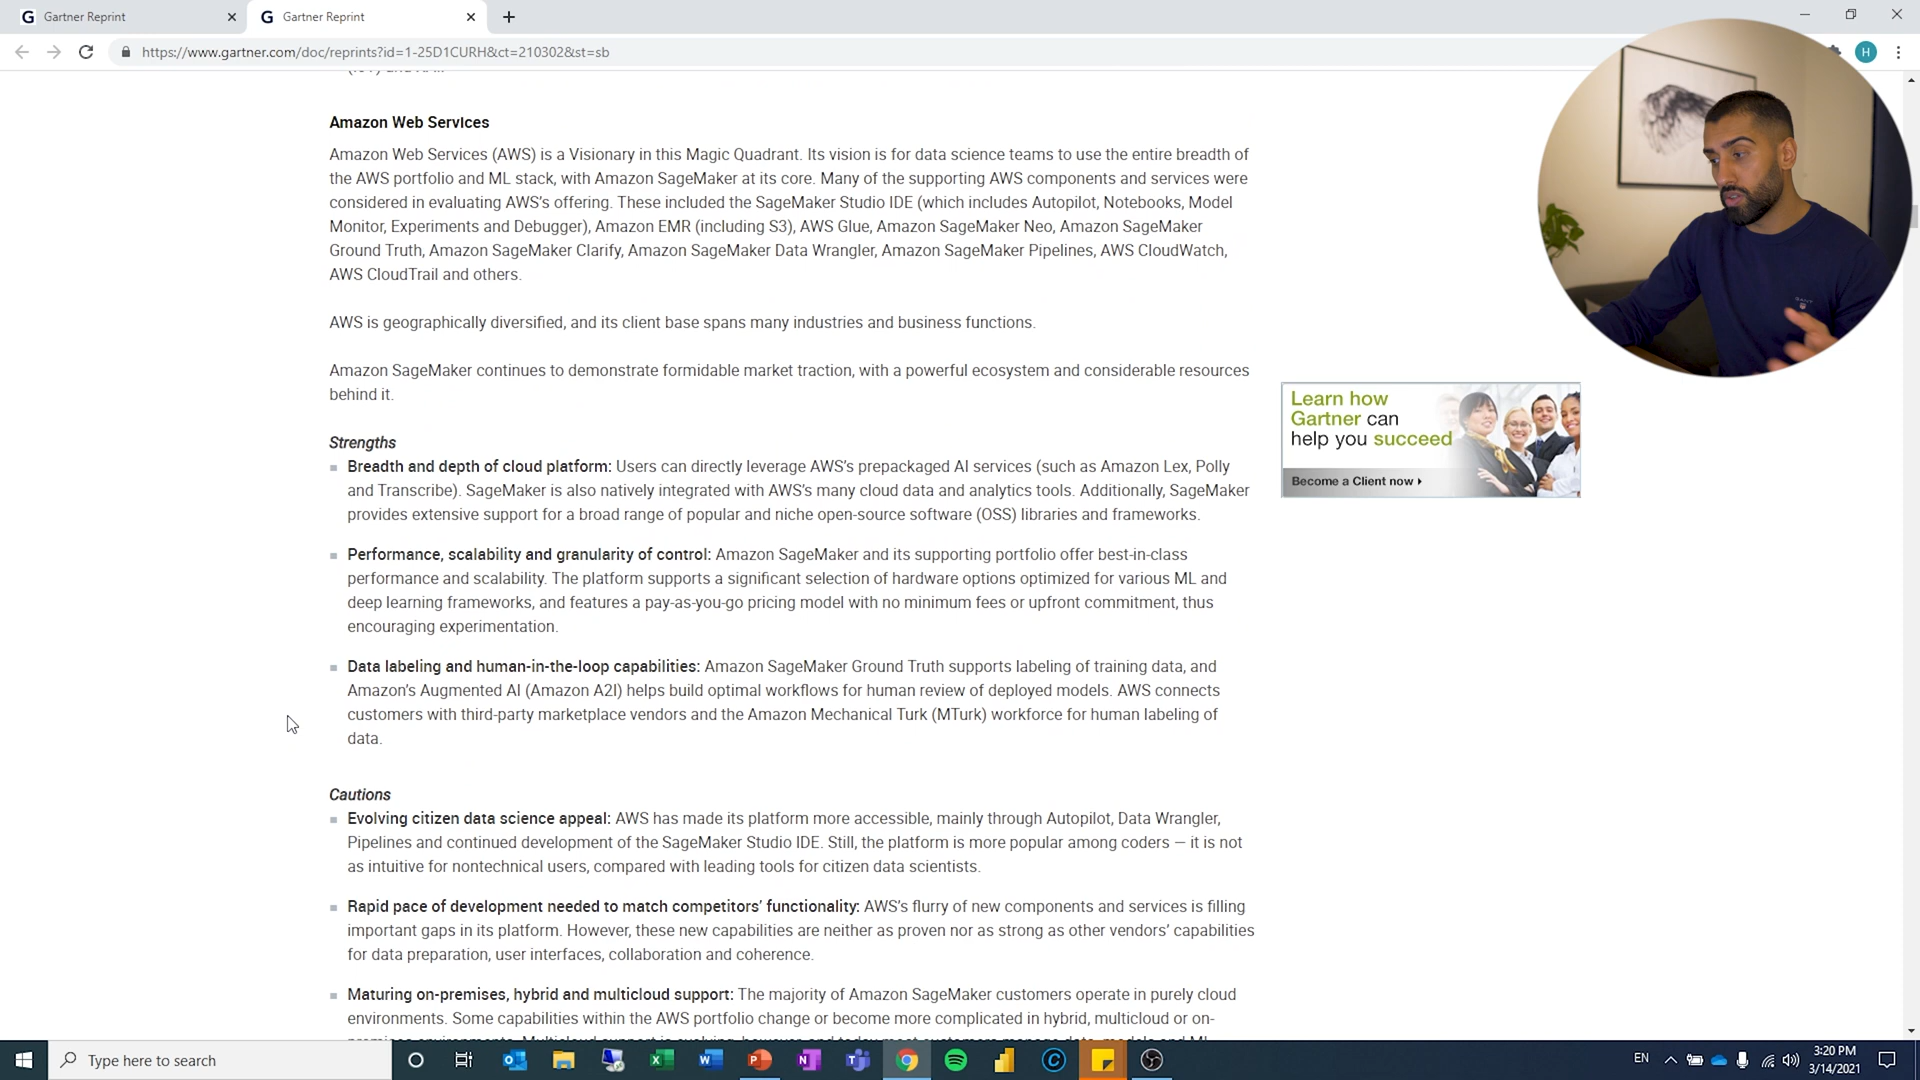 Gartner Reprint
Gartner Reprint
https://www.gartner.com/doc/reprints?id=1-25D1CURH&ct=210302&st=sb
H
Amazon Web Services
Amazon Web Services (AWS) is a Visionary in this Magic Quadrant. Its vision is for data science teams to use the entire breadth of
the AWS portfolio and ML stack, with Amazon SageMaker at its core. Many of the supporting AWS components and services were
considered in evaluating AWS's offering. These included the SageMaker Studio IDE (which includes Autopilot, Notebooks, Model
Monitor, Experiments and Debugger), Amazon EMR (including S3), AWS Glue, Amazon SageMaker Neo, Amazon SageMaker
Ground Truth, Amazon SageMaker Clarify, Amazon SageMaker Data Wrangler, Amazon SageMaker Pipelines, AWS CloudWatch,
AWS CloudTrail and others.
AWS is geographically diversified, and its client base spans many industries and business functions.
Amazon SageMaker continues to demonstrate formidable market traction, with a powerful ecosystem and considerable resources
behind it.
Strengths
Breadth and depth of cloud platform: Users can directly leverage AWS's prepackaged AI services (such as Amazon Lex, Polly
and Transcribe). SageMaker is also natively integrated with AWS's many cloud data and analytics tools. Additionally, SageMaker
provides extensive support for a broad range of popular and niche open-source software (OSS) libraries and frameworks.
Performance, scalability and granularity of control: Amazon SageMaker and its supporting portfolio offer best-in-class
performance and scalability. The platform supports a significant selection of hardware options optimized for various ML and
deep learning frameworks, and features a pay-as-you-go pricing model with no minimum fees or upfront commitment, thus
encouraging experimentation.
Data labeling and human-in-the-loop capabilities: Amazon SageMaker Ground Truth supports labeling of training data, and
Amazon's Augmented AI (Amazon A2I) helps build optimal workflows for human review of deployed models. AWS connects
customers with third-party marketplace vendors and the Amazon Mechanical Turk (MTurk) workforce for human labeling of
data.
Cautions
Evolving citizen data science appeal: AWS has made its platform more accessible, mainly through Autopilot, Data Wrangler,
Pipelines and continued development of the SageMaker Studio IDE. Still, the platform is more popular among coders — it is not
as intuitive for nontechnical users, compared with leading tools for citizen data scientists.
Rapid pace of development needed to match competitors' functionality: AWS's flurry of new components and services is filling
important gaps in its platform. However, these new capabilities are neither as proven nor as strong as other vendors' capabilities
for data preparation, user interfaces, collaboration and coherence.
Maturing on-premises, hybrid and multicloud support: The majority of Amazon SageMaker customers operate in purely cloud
environments. Some capabilities within the AWS portfolio change or become more complicated in hybrid, multicloud or on-
Learn how
Gartner can
help you succeed
Become a Client now
GANT
Type here to search
EN
3:20 PM
3/14/2021